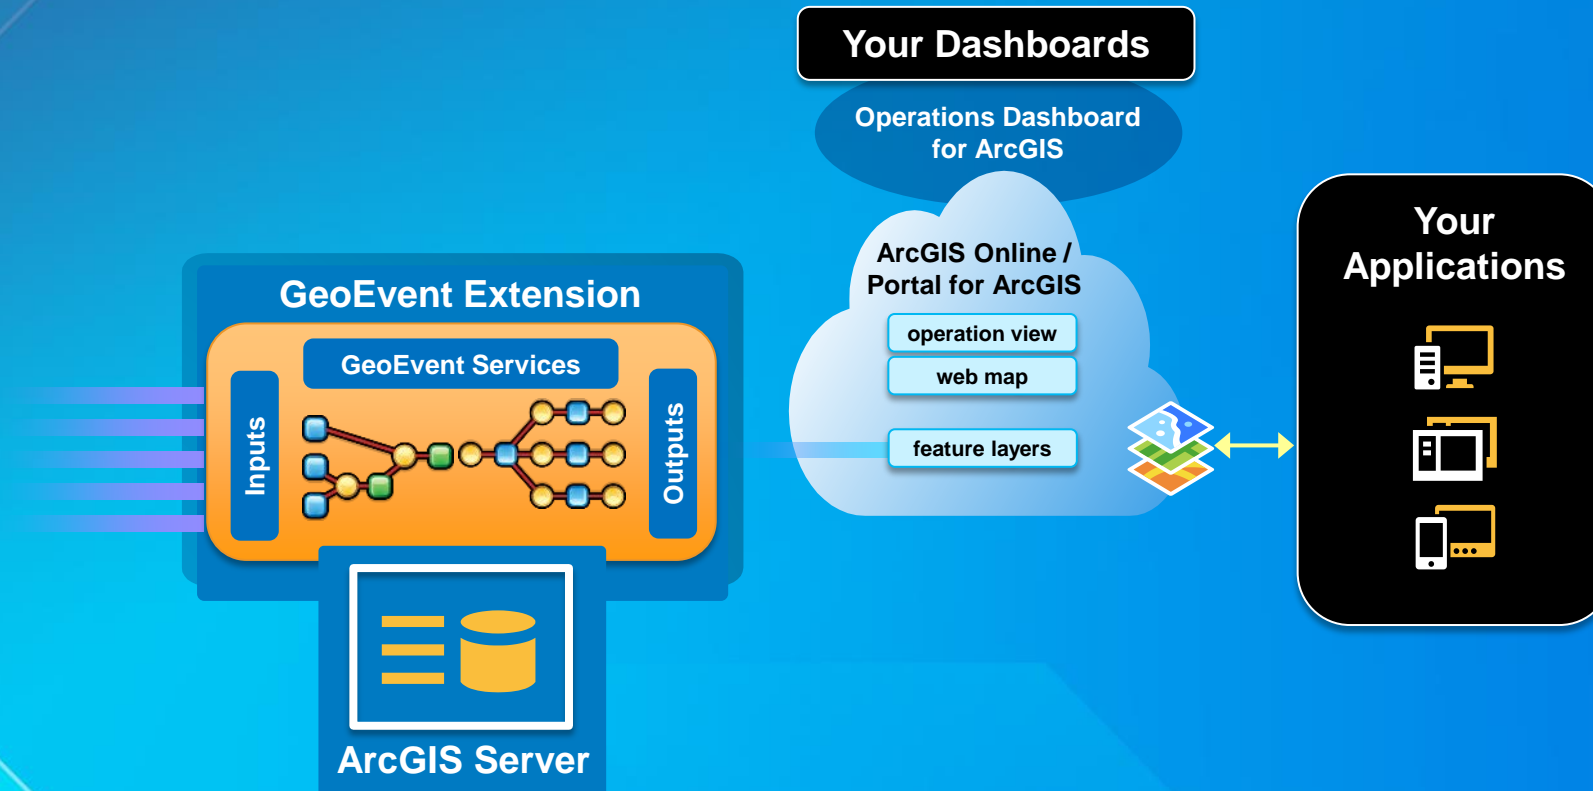 Your Dashboards
Operations Dashboard
for ArcGIS
ArcGIS Online /
Portal for ArcGIS
operation view
web map
feature layers
Your
Applications
GeoEvent Extension
GeoEvent Services
Inputs
Outputs
ArcGIS Server